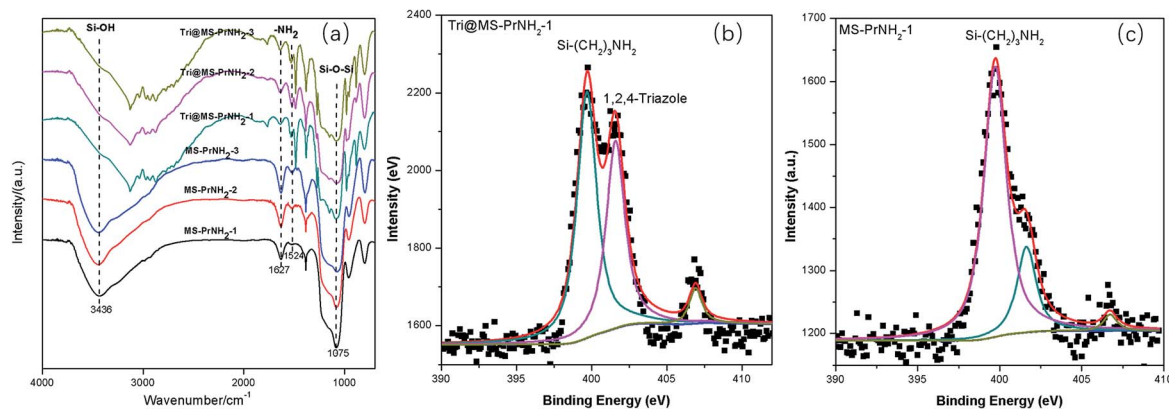 (a)
Si-OH
-NH2
Si-O-Si
Tri@MS-PrNH2-3
Tri@MS-PrNH2-2
Tri@MS-PrNH2-1
MS-PrNH2-3
MS-PrNH2-2
MS-PrNH2-1
3436
1627
1524
1075
Intensity/(a.u.)
4000 3000 2000 1000
Wavenumber/cm-1
Tri@MS-PrNH2-1 (b)
Si-(CH2)3NH2
1,2,4-Triazole
Intensity (eV)
2400
2200
2000
1800
1600
390 395 400 405 410
Binding Energy (eV)
MS-PrNH2-1 (c)
Si-(CH2)3NH2
Intensity (a.u.)
1700
1600
1500
1400
1300
1200
390 395 400 405 410
Binding Energy (eV)